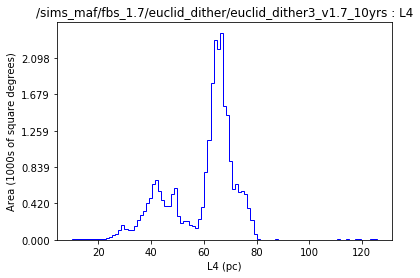 /sims_maf/fbs_1.7/euclid_dither/euclid_dither3_v1.7_10yrs : L4
Area (1000s of square degrees)
2.098
1.679
1.259
0.839
0.420
0.000
20 40 60 80 100 120
L4 (pc)